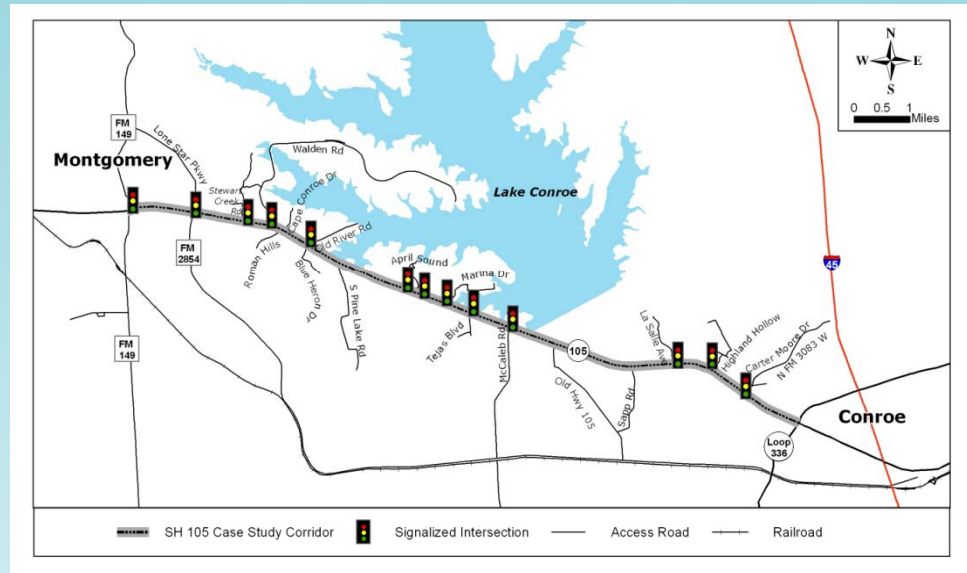 N
W E
S
0 0.5 1
Miles
FM
149
Lone Star Pkwy
Montgomery
Walden Rd
Stewart
Creek
Rd
Cape Conroe Dr
Lake Conroe
Old River Rd
FM
2854
Roman Hills
Blue Heron Dr
S Pine Lake Rd
April Sound
Marina Dr
Tejas Blvd
McCaleb Rd
45
La Salle Ave
Highland Hollow
Carter Moore Dr
N FM 3083 W
FM
149
105
Old Hwy 105
Sapp Rd
Conroe
Loop
336
SH 105 Case Study Corridor
Signalized Intersection
Access Road
Railroad